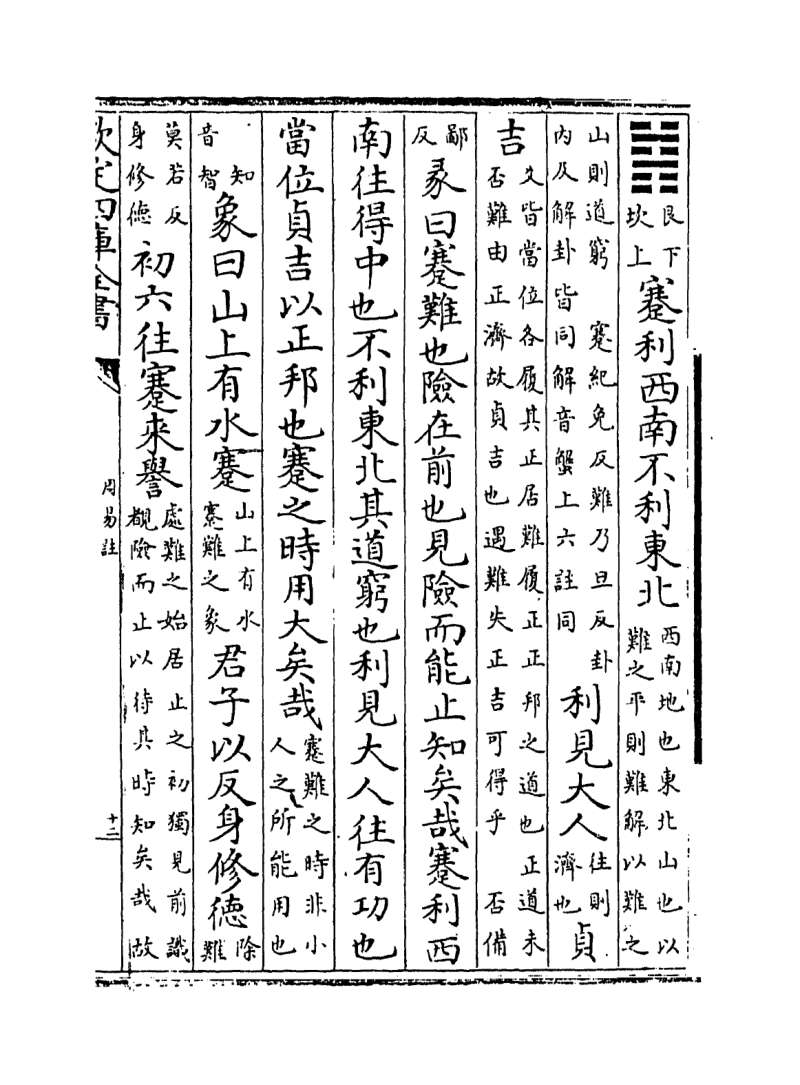 ䷦艮下坎上蹇利西南不利東北西南地也東北山也以難之平則難解以難之
山則道窮 蹇紀免反難乃旦反卦内及解卦皆同解音蟹上六註同利見大人往則濟也貞
吉爻皆當位各履其正居難履正正邦之道也正道未否難由正濟故貞吉也遇難失正吉可得乎 否備
鄙反彖曰蹇難也險在前也見險而能止知矣哉蹇利西
南往得中也不利東北其道窮也利見大人往有功也
當位貞吉以正邦也蹇之時用大矣哉蹇難之時非小人之所能用也
知音智象曰山上有水蹇山上有水蹇難之象君子以反身修德除難
莫若反身修德初六往蹇来譽處難之始居止之初獨見前識覩險而止以待其時知矣哉故
欽定四庫全書
周易註
十二